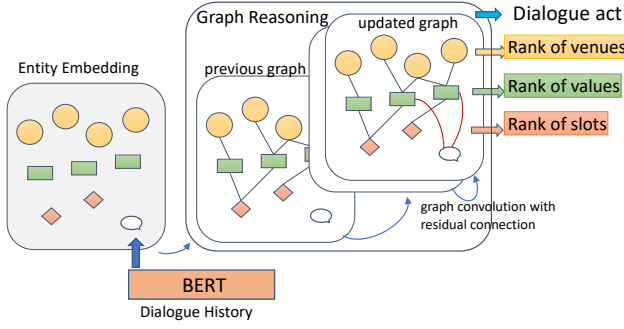 Graph Reasoning
updated graph
Dialogue act
Rank of venues
Entity Embedding
previous graph
Rank of values
Rank of slots
graph convolution with
residual connection
BERT
Dialogue History